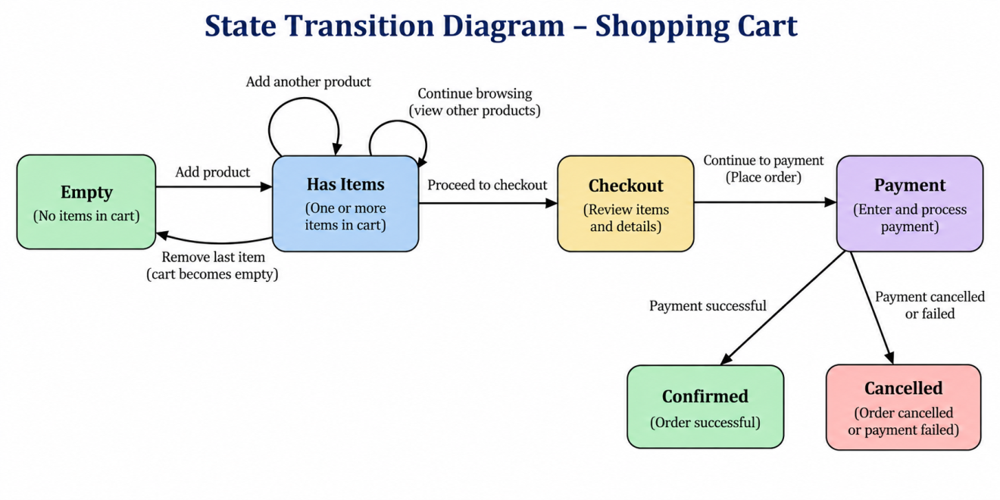 State Transition Diagram – Shopping Cart
Add another product
Continue browsing
(view other products)
Empty
(No items in cart)
Add product
Has Items
(One or more
items in cart)
Remove last item
(cart becomes empty)
Proceed to checkout
Checkout
(Review items
and details)
Continue to payment
(Place order)
Payment
(Enter and process
payment)
Payment successful
Payment cancelled
or failed
Confirmed
(Order successful)
Cancelled
(Order cancelled
or payment failed)